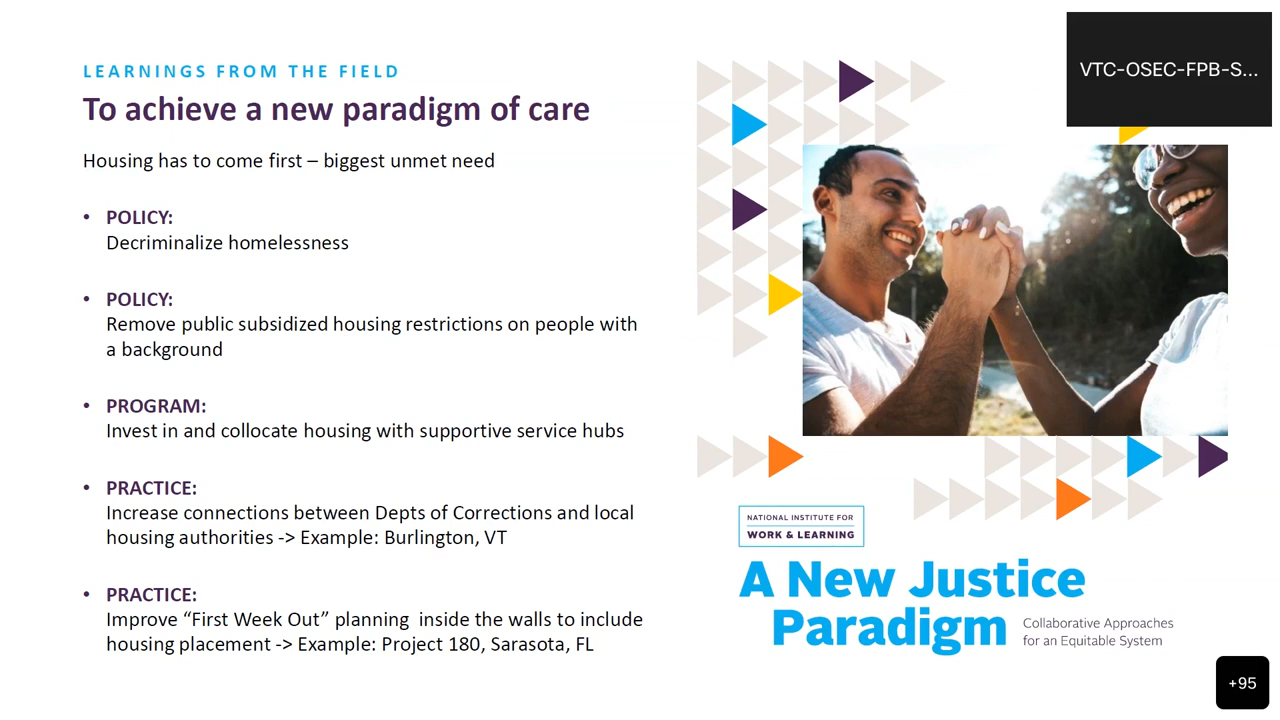 LEARNINGS FROM THE FIELD
To achieve a new paradigm of care
Housing has to come first – biggest unmet need
• POLICY:
Decriminalize homelessness
• POLICY:
Remove public subsidized housing restrictions on people with
a background
• PROGRAM:
Invest in and collocate housing with supportive service hubs
• PRACTICE:
Increase connections between Depts of Corrections and local
housing authorities -> Example: Burlington, VT
• PRACTICE:
Improve “First Week Out” planning  inside the walls to include
housing placement -> Example: Project 180, Sarasota, FL
VTC-OSEC-FPB-S...
NATIONAL INSTITUTE FOR
WORK & LEARNING
A New Justice
Paradigm
Collaborative Approaches
for an Equitable System
+95